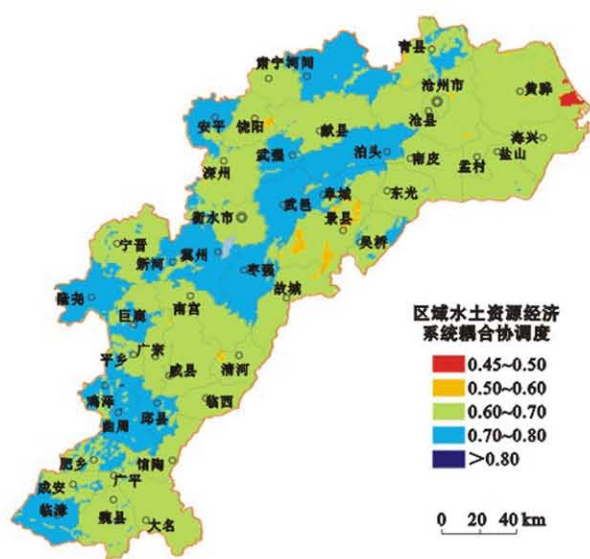 青县
肃宁
河间
沧州市
黄骅
安平
饶阳
献县
沧县
海兴
武强
泊头
南皮
孟村
盐山
深州
武邑
阜城
东光
衡水市
景县
吴桥
宁晋
新河
冀州
枣强
故城
隆尧
南宫
巨鹿
平乡
广宗
威县
清河
鸡泽
曲周
邱县
临西
肥乡
馆陶
成安
广平
临漳
魏县
大名
区域水土资源经济
系统耦合协调度
0.45~0.50
0.50~0.60
0.60~0.70
0.70~0.80
>0.80
0 20 40 km